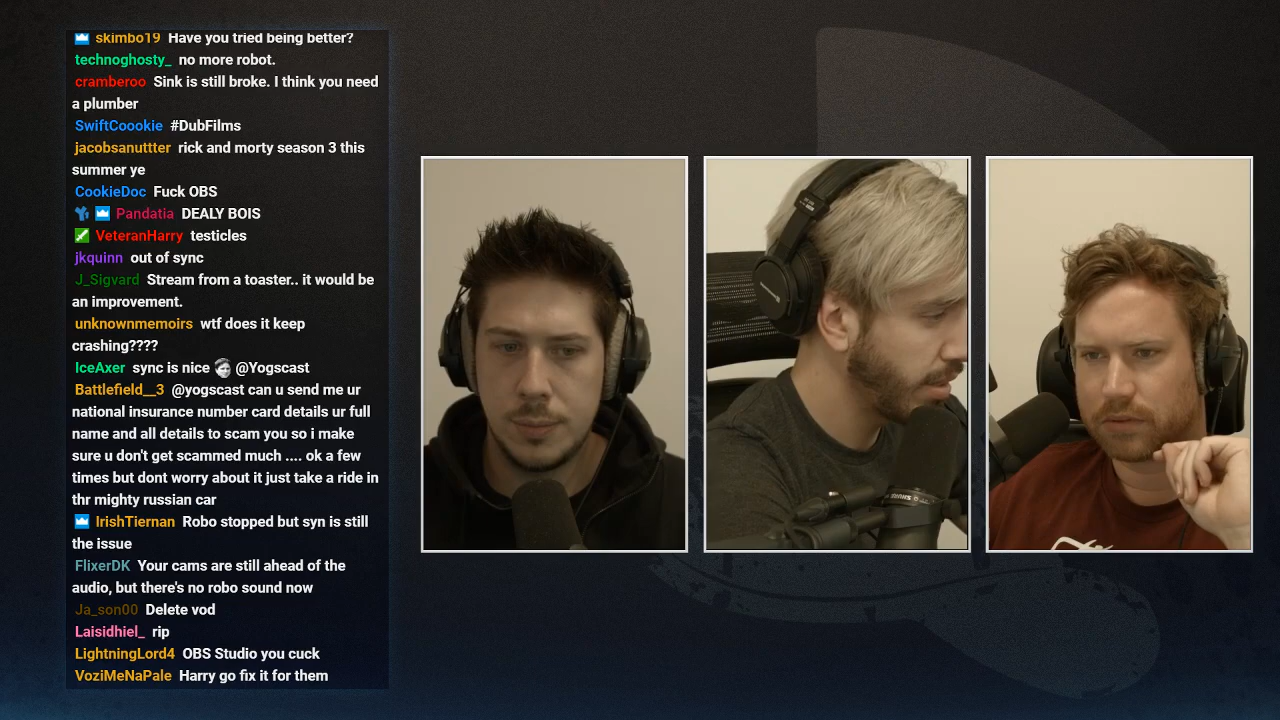 skimbo19 Have you tried being better?
technoghosty_ no more robot.
cramberoo Sink is still broke. I think you need
a plumber
SwiftCoookie #DubFilms
jacobsanuttter rick and morty season 3 this
summer ye
CookieDoc Fuck OBS
Pandatia DEALY BOIS
VeteranHarry testicles
jkquinn out of sync
J_Sigvard Stream from a toaster.. it would be
an improvement.
unknownmemoirs wtf does it keep
crashing????
IceAxer sync is nice @Yogscast
Battlefield__3 @yogscast can u send me ur
national insurance number card details ur full
name and all details to scam you so i make
sure u don't get scammed much .... ok a few
times but dont worry about it just take a ride in
thr mighty russian car
IrishTiernan Robo stopped but syn is still
the issue
FlixerDK Your cams are still ahead of the
audio, but there's no robo sound now
Ja_son00 Delete vod
Laisidhiel_ rip
LightningLord4 OBS Studio you cuck
VoziMeNaPale Harry go fix it for them